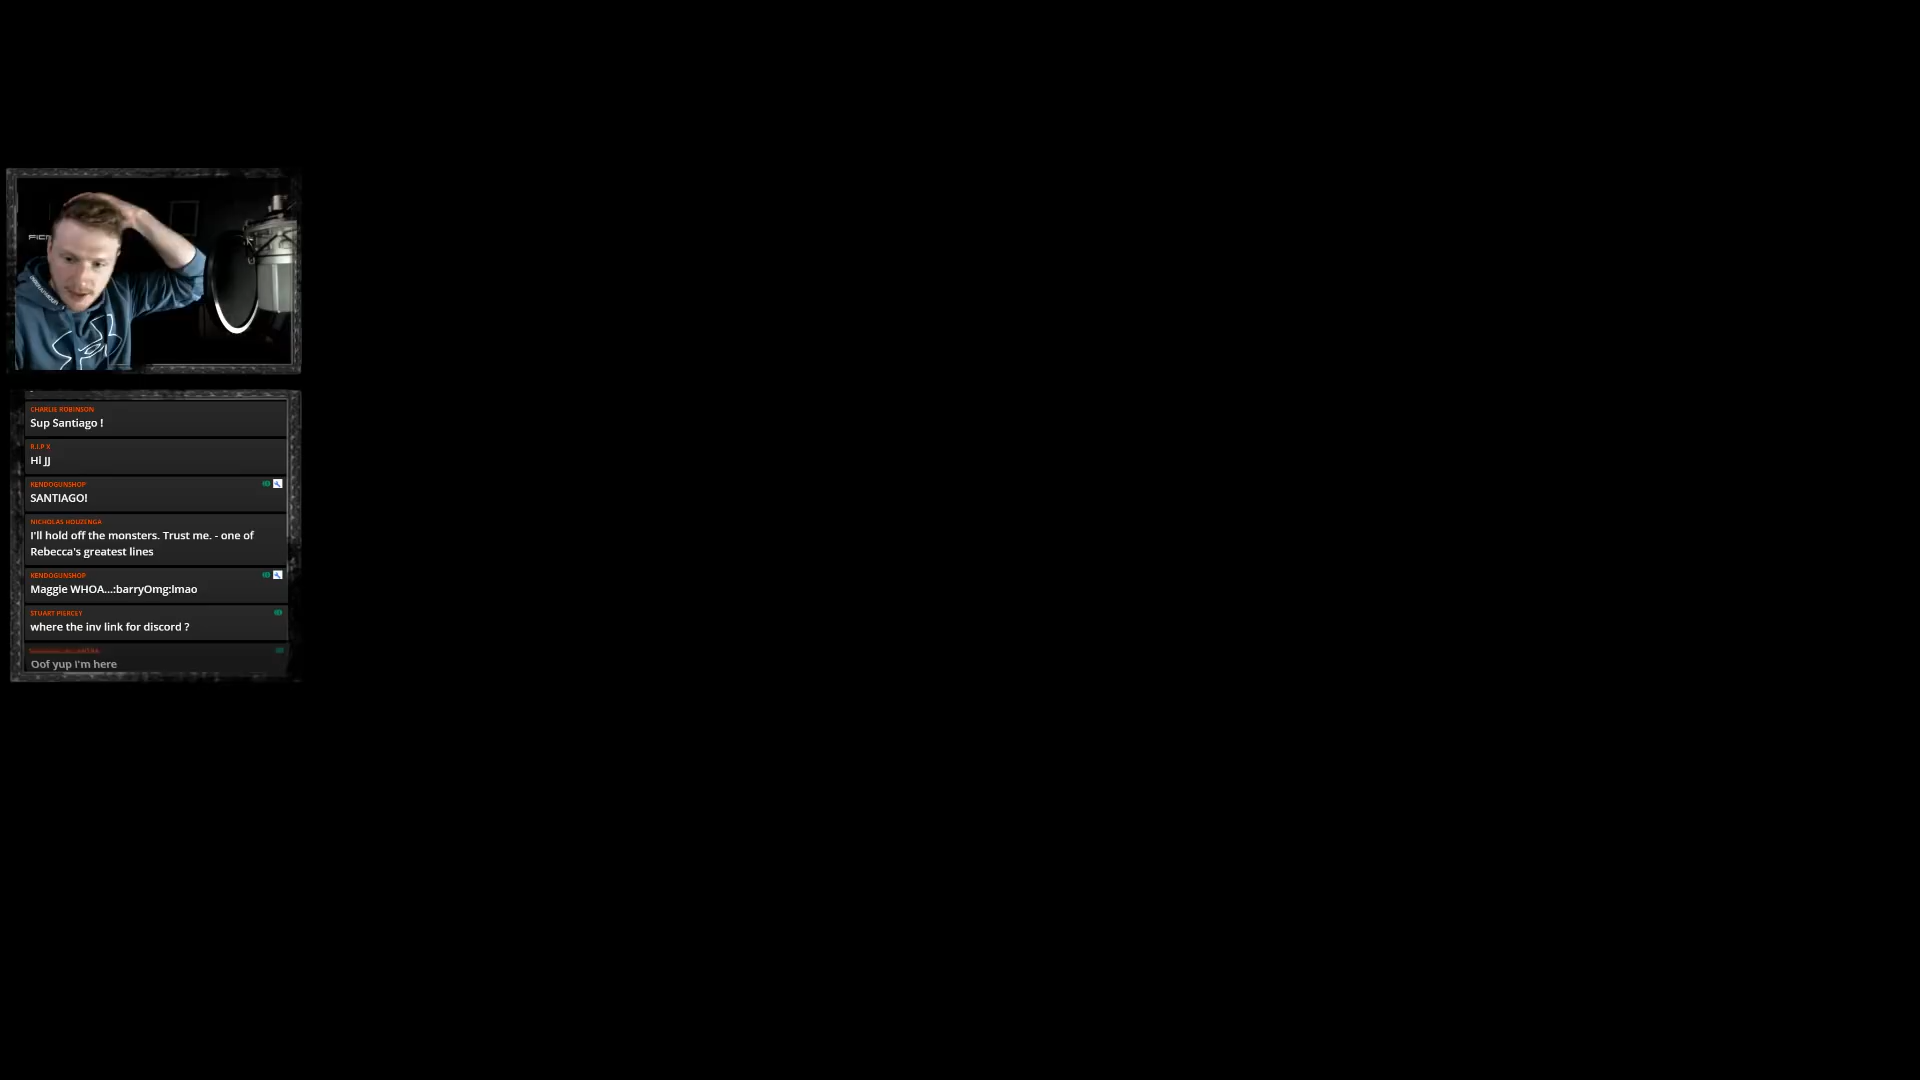 CHARLIE ROBINSON
Sup Santiago !
R.I.P X
Hi JJ
KENDOGUNSHOP
SANTIAGO!
NICHOLAS HOUZENGA
I'll hold off the monsters. Trust me. - one of
Rebecca's greatest lines
KENDOGUNSHOP
Maggie WHOA...:barryOmg:lmao
STUART PIERCEY
where the inv link for discord ?
Oof yup I'm here